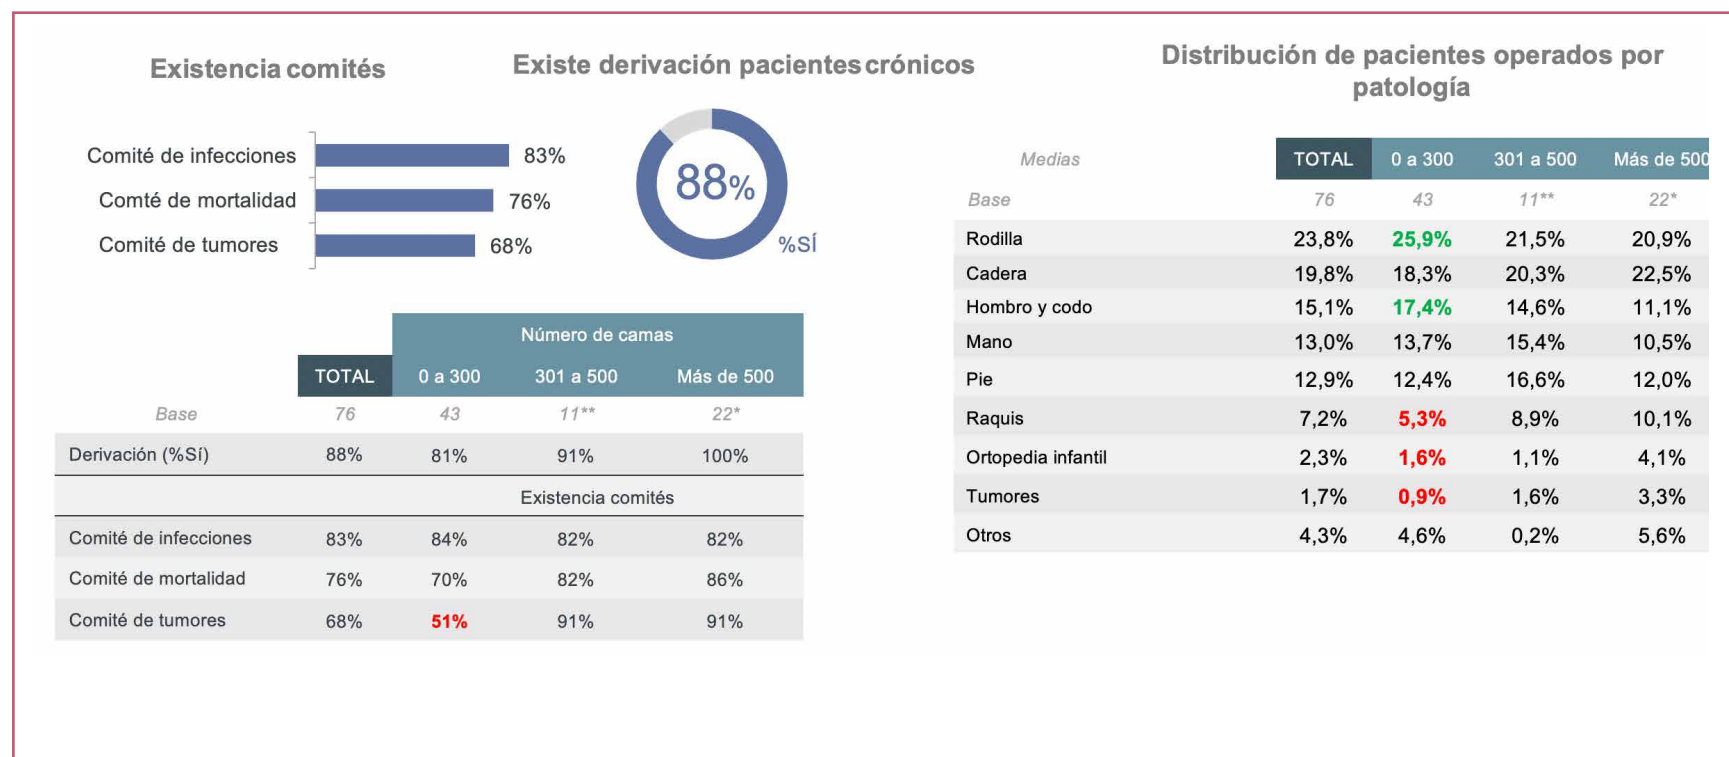 Existencia comités
Comité de infecciones 83%
Comté de mortalidad 76%
Comité de tumores 68%
Existe derivación pacientes crónicos
88%
%SÍ
Número de camas
TOTAL 0 a 300 301 a 500 Más de 500
Base 76 43 11** 22*
Derivación (%Sí) 88% 81% 91% 100%
Existencia comités
Comité de infecciones 83% 84% 82% 82%
Comité de mortalidad 76% 70% 82% 86%
Comité de tumores 68% 51% 91% 91%
Distribución de pacientes operados por
patología
Medias TOTAL 0 a 300 301 a 500 Más de 500
Base 76 43 11** 22*
Rodilla 23,8% 25,9% 21,5% 20,9%
Cadera 19,8% 18,3% 20,3% 22,5%
Hombro y codo 15,1% 17,4% 14,6% 11,1%
Mano 13,0% 13,7% 15,4% 10,5%
Pie 12,9% 12,4% 16,6% 12,0%
Raquis 7,2% 5,3% 8,9% 10,1%
Ortopedia infantil 2,3% 1,6% 1,1% 4,1%
Tumores 1,7% 0,9% 1,6% 3,3%
Otros 4,3% 4,6% 0,2% 5,6%